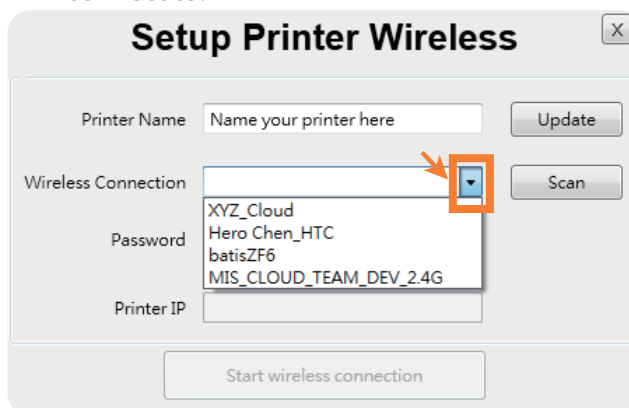 Setup Printer Wireless
X
Printer Name
Name your printer here
Update
Wireless Connection
Scan
XYZ_Cloud
Hero Chen_HTC
batisZF6
MIS_CLOUD_TEAM_DEV_2.4G
Password
Printer IP
Start wireless connection